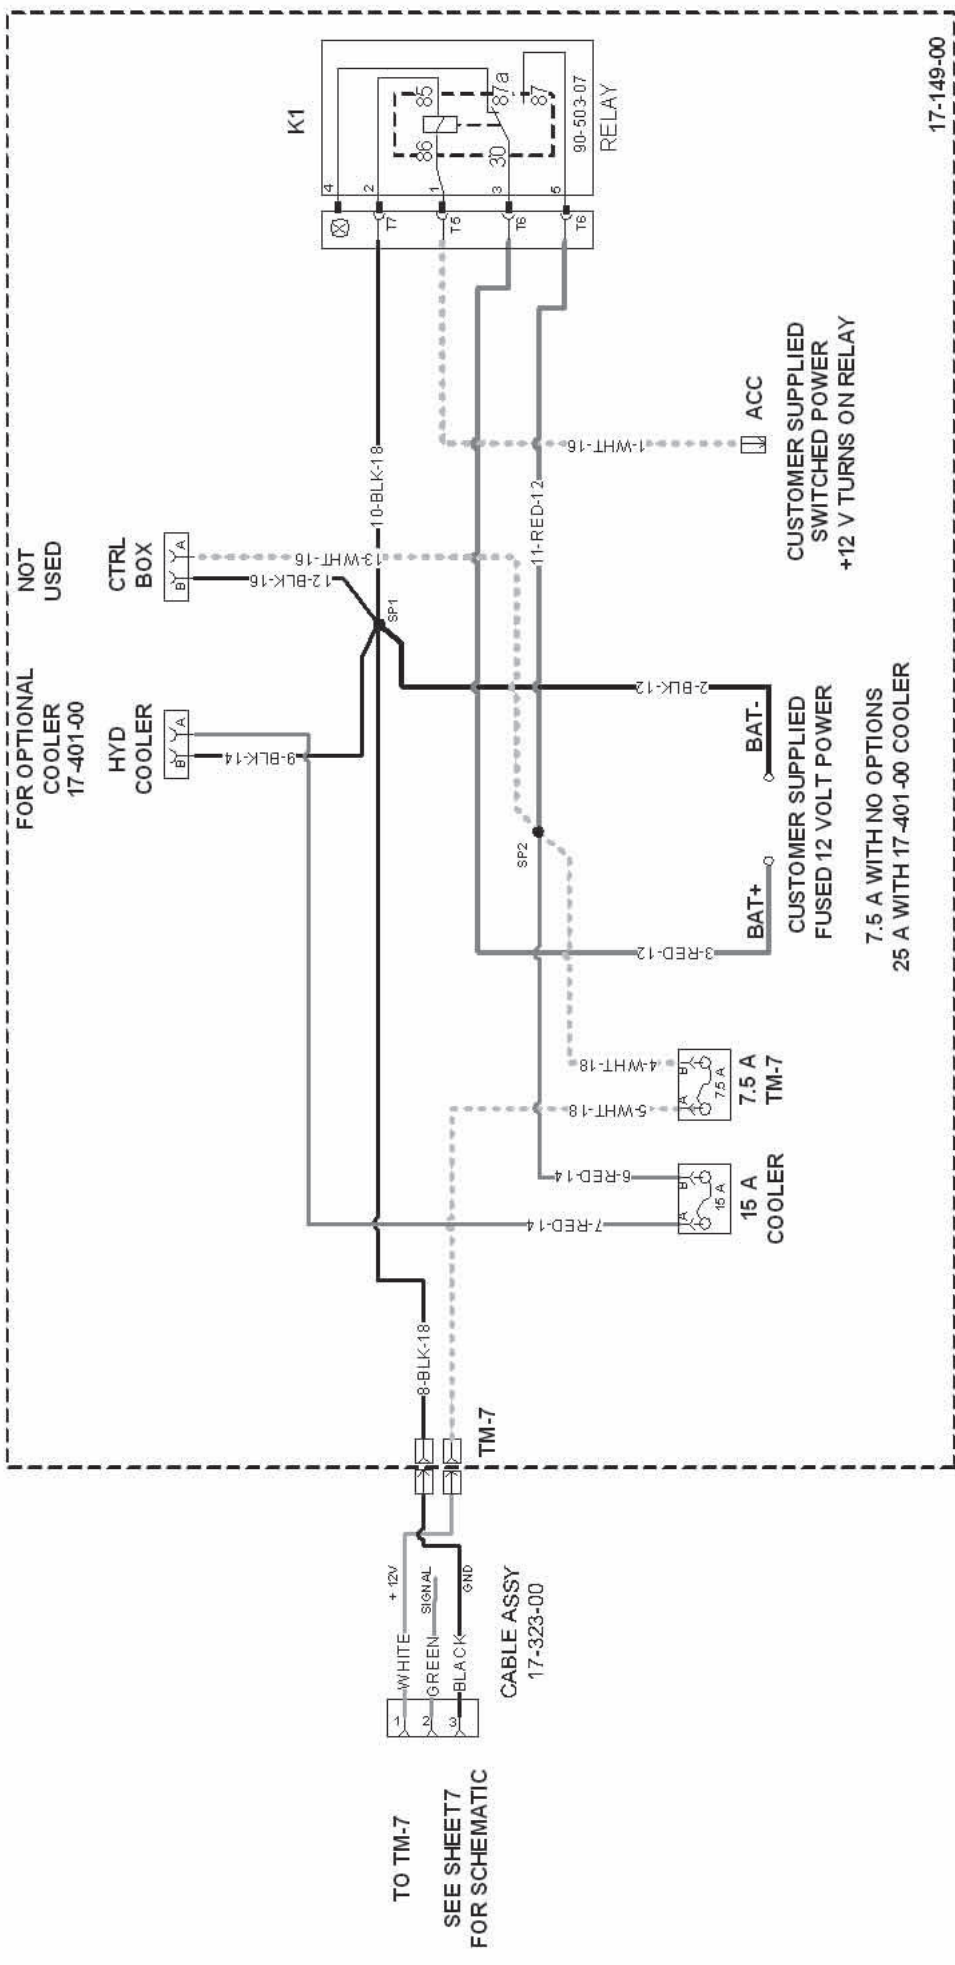 TO TM-7
SEE SHEET7
FOR SCHEMATIC
1
2
3
WHITE
GREEN
BLACK
+ 12V
SIGNAL
GND
CABLE ASSY
17-323-00
TM-7
8-BLK-18
FOR OPTIONAL
COOLER
17-401-00
HYD
COOLER
B
A
9-BLK-14
NOT
USED
CTRL
BOX
B
A
12-BLK-16
13-WHT-16
SP1
10-BLK-18
7-RED-14
6-RED-14
A
B
15 A
15 A
COOLER
5-WHT-18
4-WHT-18
A
B
7.5 A
7.5 A
TM-7
SP2
3-RED-12
2-BLK-12
BAT+
BAT-
CUSTOMER SUPPLIED
FUSED 12 VOLT POWER
7.5 A WITH NO OPTIONS
25 A WITH 17-401-00 COOLER
11-RED-12
1-WHT-16
ACC
CUSTOMER SUPPLIED
SWITCHED POWER
+12 V TURNS ON RELAY
K1
4
2
1
3
5
T7
T5
T6
T6
86
85
30
87a
87
90-503-07
RELAY
17-149-00